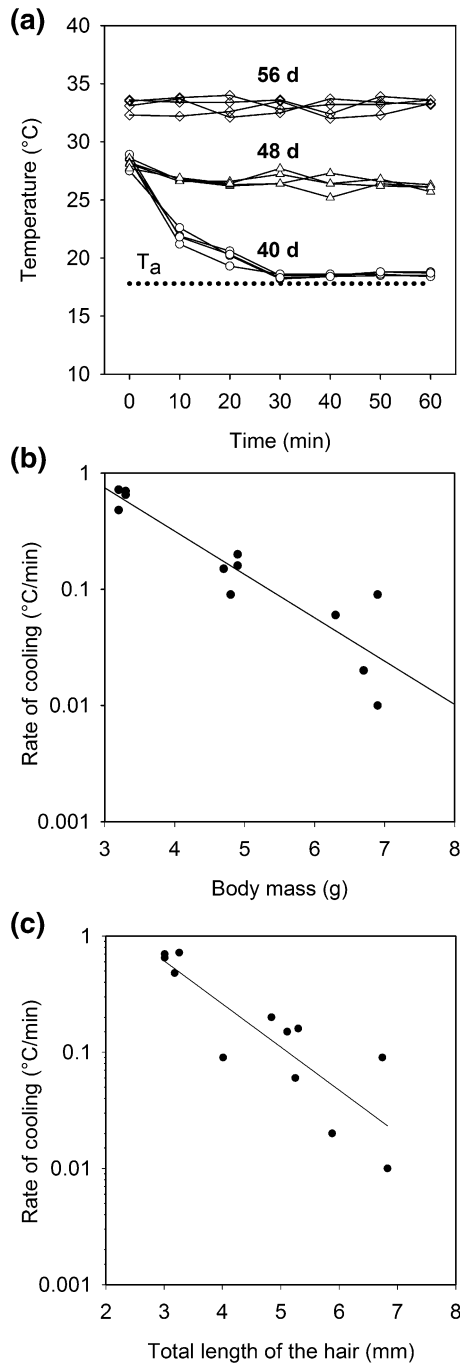 (a)
40
35
30
25
20
15
10
Temperature (°C)
56 d
48 d
40 d
Ta
0 10 20 30 40 50 60
Time (min)
(b)
1
0.1
0.01
0.001
Rate of cooling (°C/min)
3 4 5 6 7 8
Body mass (g)
(c)
1
0.1
0.01
0.001
Rate of cooling (°C/min)
2 3 4 5 6 7 8
Total length of the hair (mm)